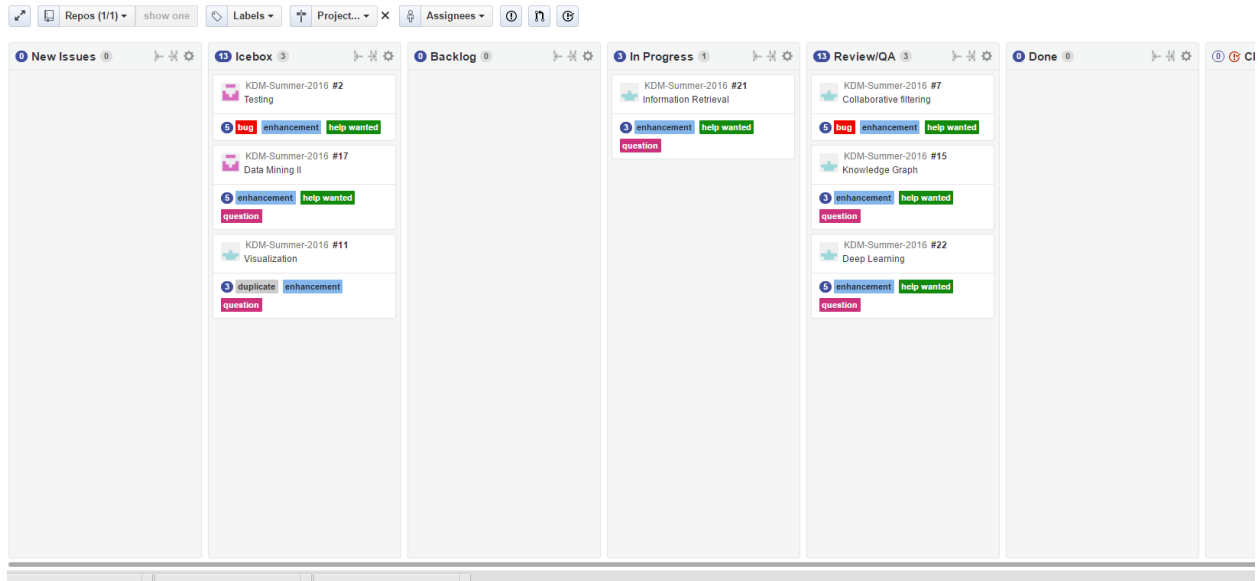 Repos (1/1) show one Labels Project... × Assignees
0 New Issues 0
13 Icebox 3
KDM-Summer-2016 #2
Testing
5 bug enhancement help wanted
KDM-Summer-2016 #17
Data Mining II
5 enhancement help wanted
question
KDM-Summer-2016 #11
Visualization
3 duplicate enhancement
question
0 Backlog 0
3 In Progress 1
KDM-Summer-2016 #21
Information Retrieval
3 enhancement help wanted
question
13 Review/QA 3
KDM-Summer-2016 #7
Collaborative filtering
5 bug enhancement help wanted
KDM-Summer-2016 #15
Knowledge Graph
3 enhancement help wanted
question
KDM-Summer-2016 #22
Deep Learning
5 enhancement help wanted
question
0 Done 0
0 Cl